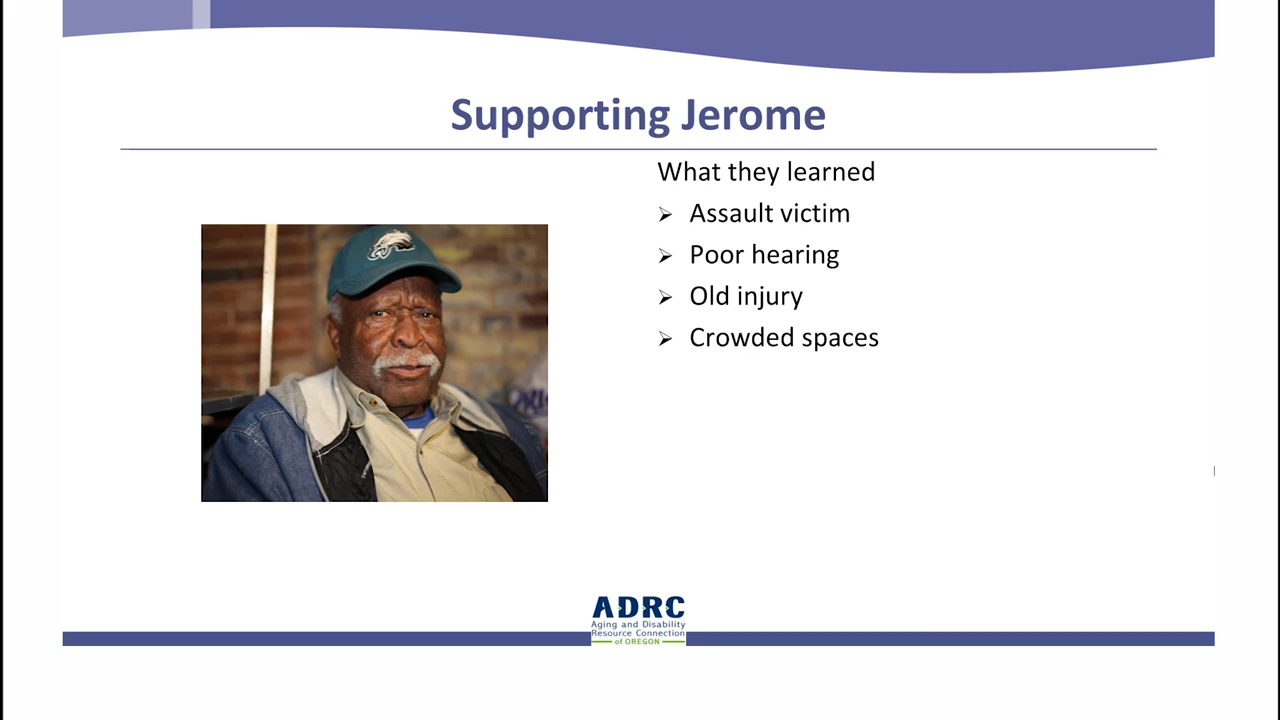 Supporting Jerome
What they learned
Assault victim
Poor hearing
Old injury
Crowded spaces
ADRC
Aging and Disability
Resource Connection
of OREGON